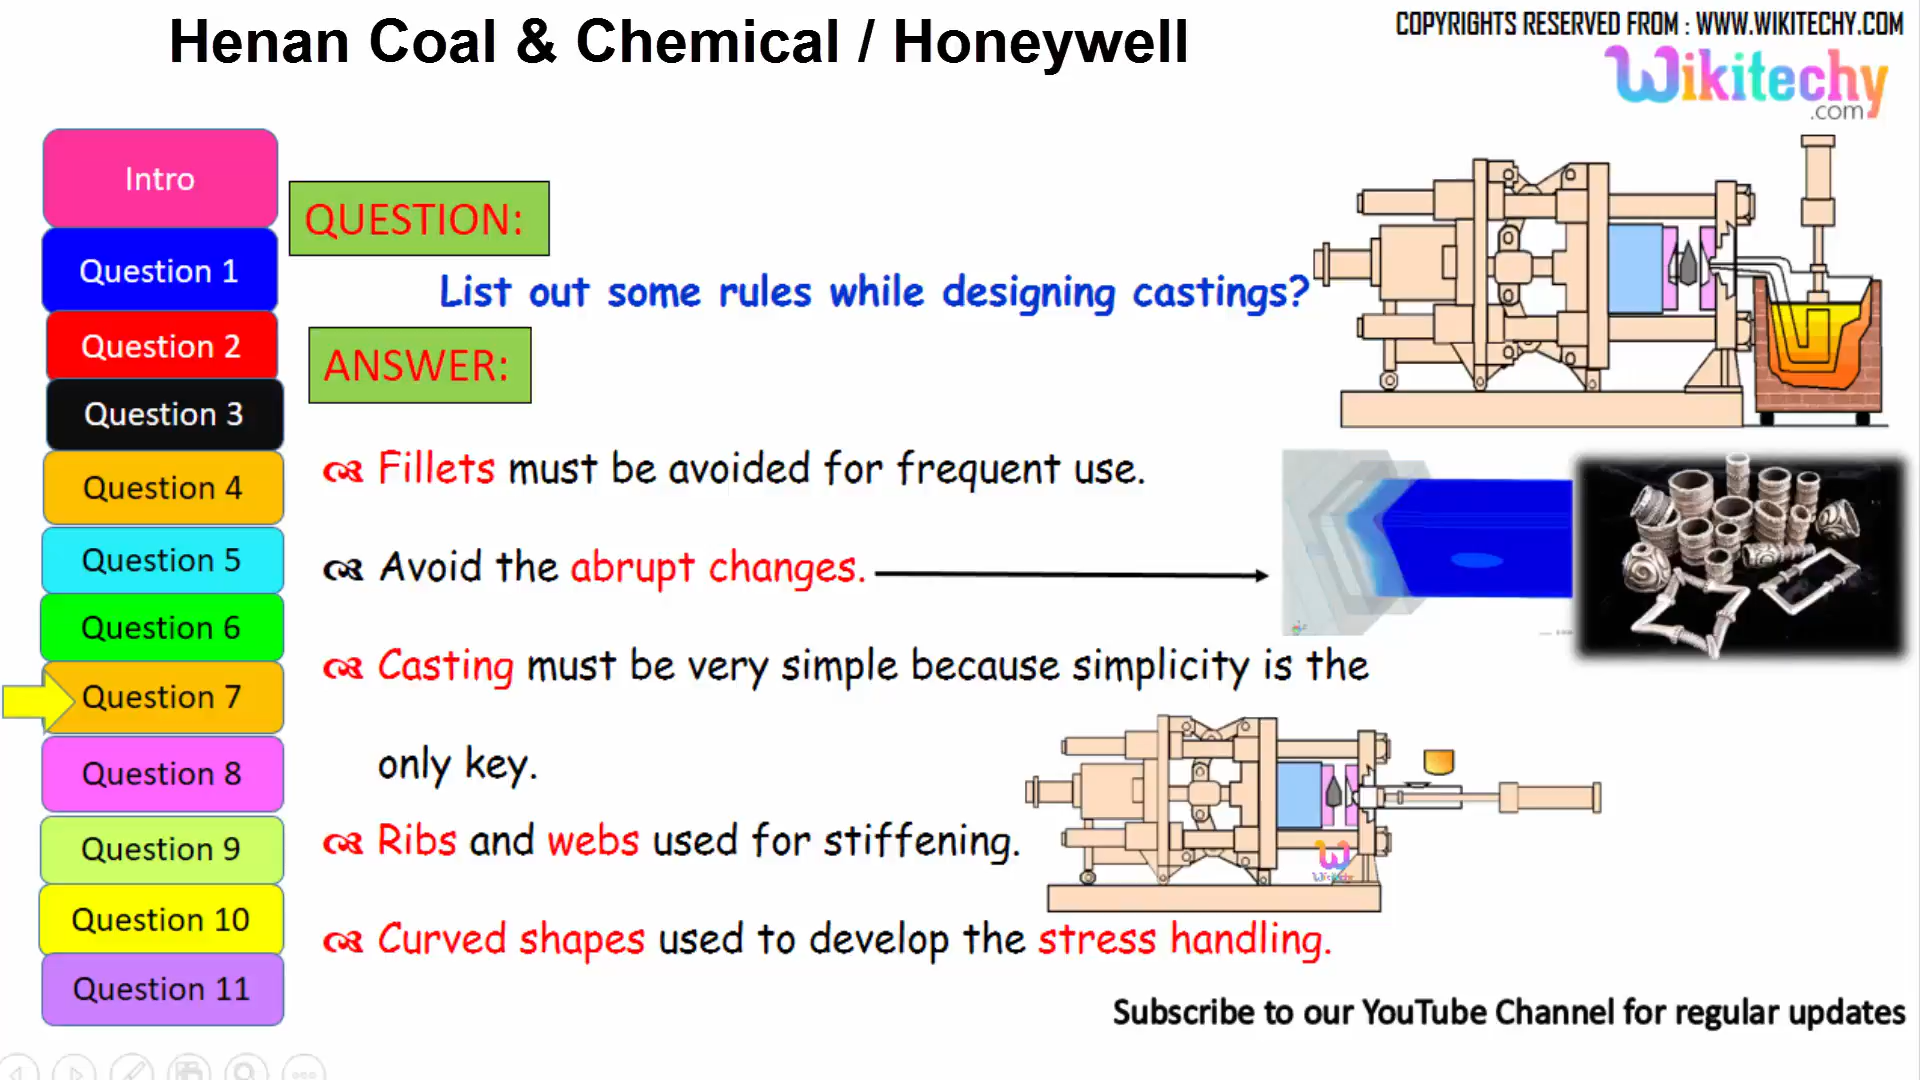 Henan Coal & Chemical / Honeywell
COPYRIGHTS RESERVED FROM : WWW.WIKITECHY.COM
Wikitechy
.com
Intro
Question 1
Question 2
Question 3
Question 4
Question 5
Question 6
Question 7
Question 8
Question 9
Question 10
Question 11
QUESTION:
List out some rules while designing castings?
ANSWER:
Fillets must be avoided for frequent use.
Avoid the abrupt changes.
Casting must be very simple because simplicity is the
only key.
Ribs and webs used for stiffening.
Curved shapes used to develop the stress handling.
Wikitechy
Subscribe to our YouTube Channel for regular updates